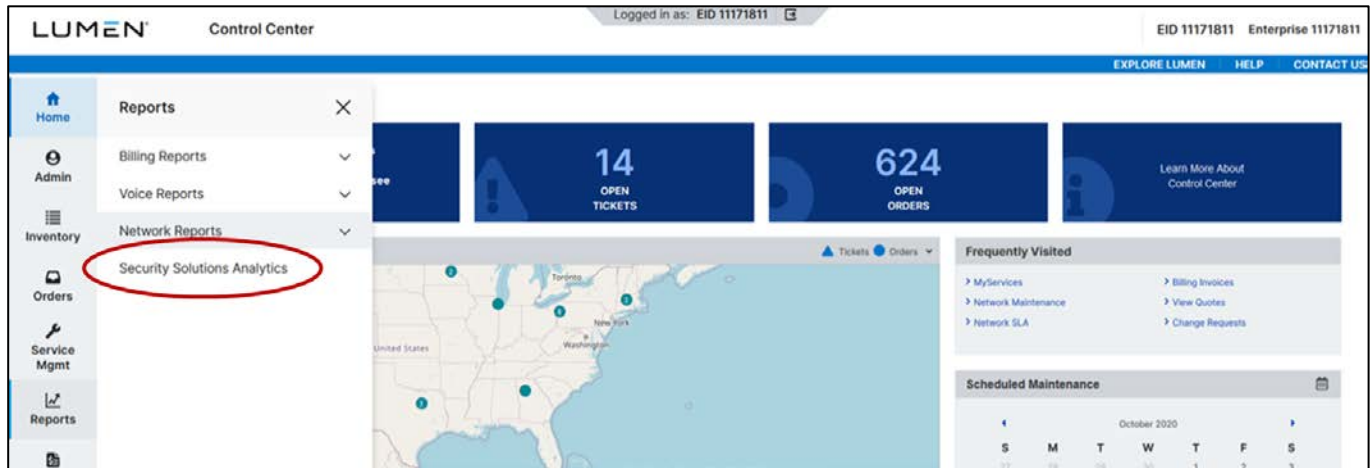 LUMEN®
Control Center
Logged in as: EID 11171811
EID 11171811 Enterprise 11171811
EXPLORE LUMEN HELP CONTACT US
Home
Admin
Inventory
Orders
Service
Mgmt
Reports
Reports
Billing Reports
Voice Reports
Network Reports
Security Solutions Analytics
see
14
OPEN
TICKETS
624
OPEN
ORDERS
Learn More About
Control Center
Tickets Orders
Toronto
New York
Washington
United States
Frequently Visited
> MyServices
> Billing Invoices
> Network Maintenance
> View Quotes
> Network SLA
> Change Requests
Scheduled Maintenance
October 2020
S M T W T F S